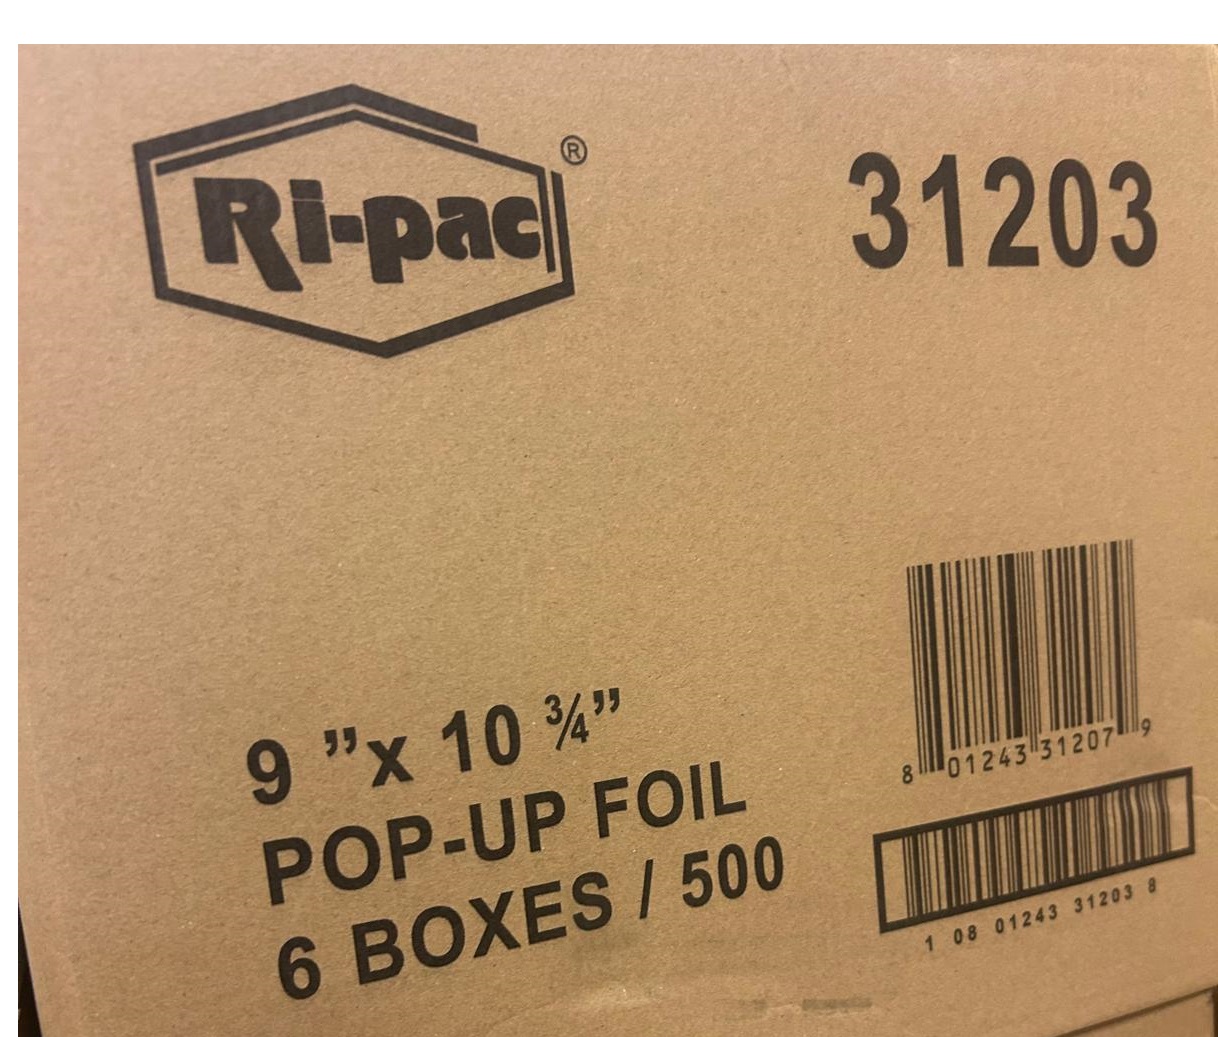 Ri-pac®
31203
9 ”x 10 ¾”
POP-UP FOIL
6 BOXES / 500
8 01243 31207 9
1 08 01243 31203 8